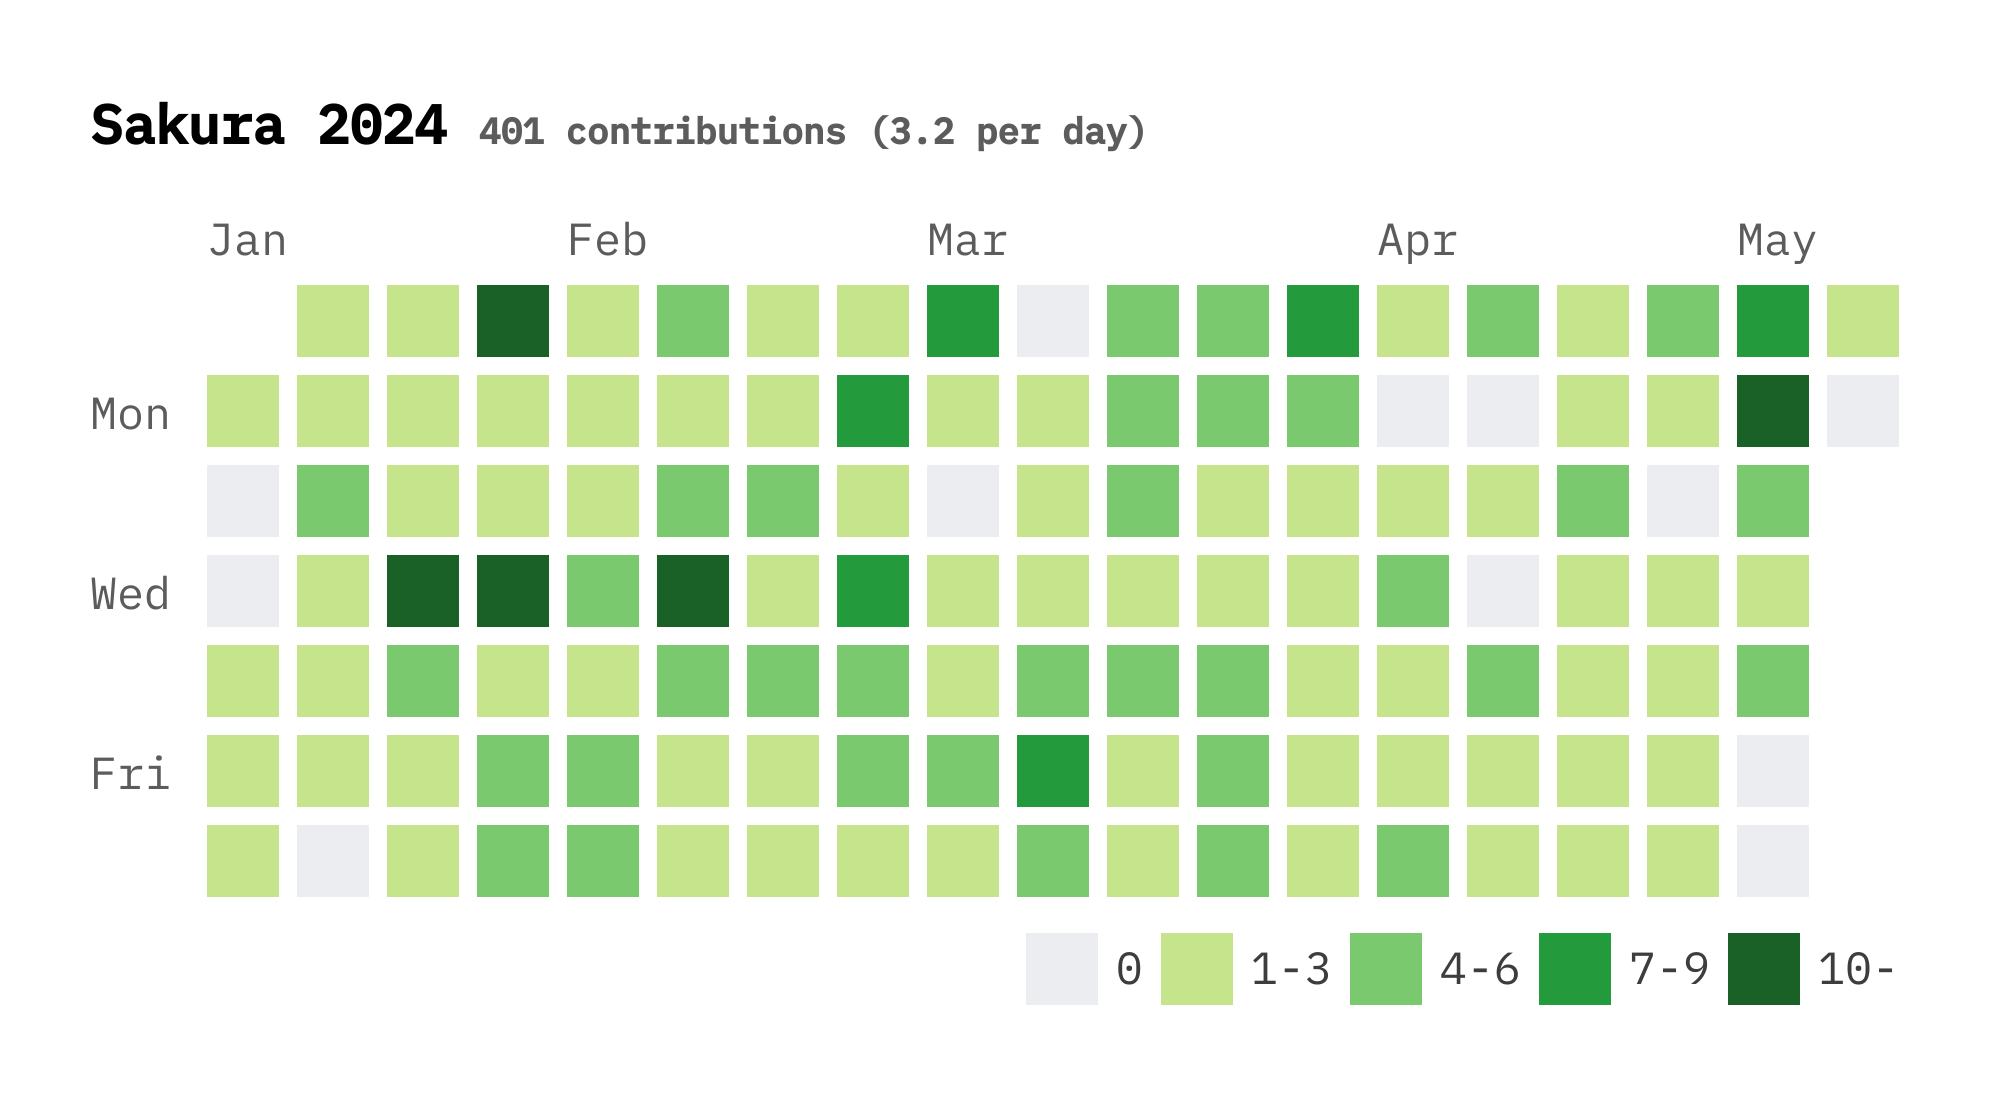 Sakura 2024 401 contributions (3.2 per day)
Jan Feb Mar Apr May
Mon
Wed
Fri
0 1-3 4-6 7-9 10-